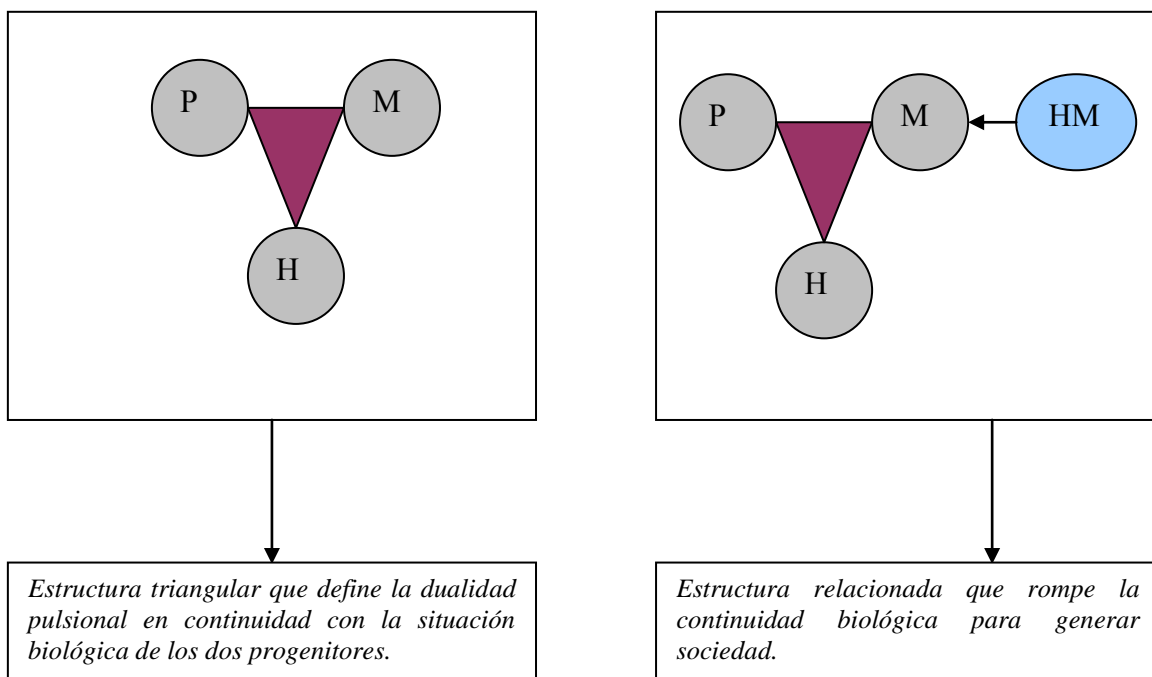 P
M
H
P
M
HM
H
Estructura triangular que define la dualidad
pulsional en continuidad con la situación
biológica de los dos progenitores.
Estructura relacionada que rompe la
continuidad biológica para generar
sociedad.